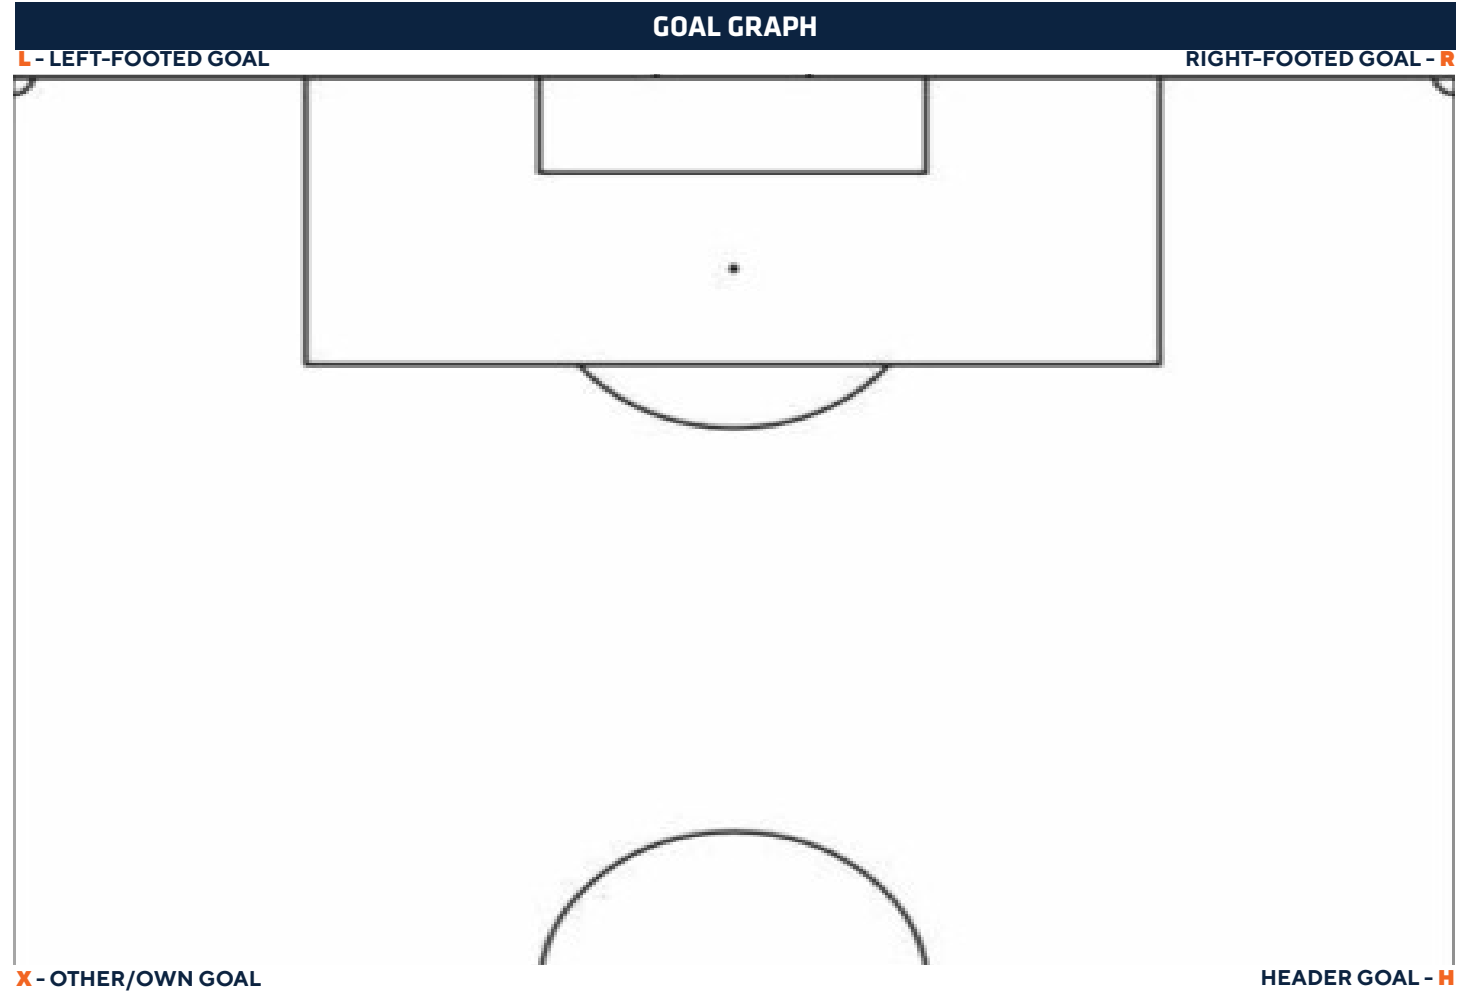 GOAL GRAPH
L - LEFT-FOOTED GOAL
RIGHT-FOOTED GOAL - R
X - OTHER/OWN GOAL
HEADER GOAL - H